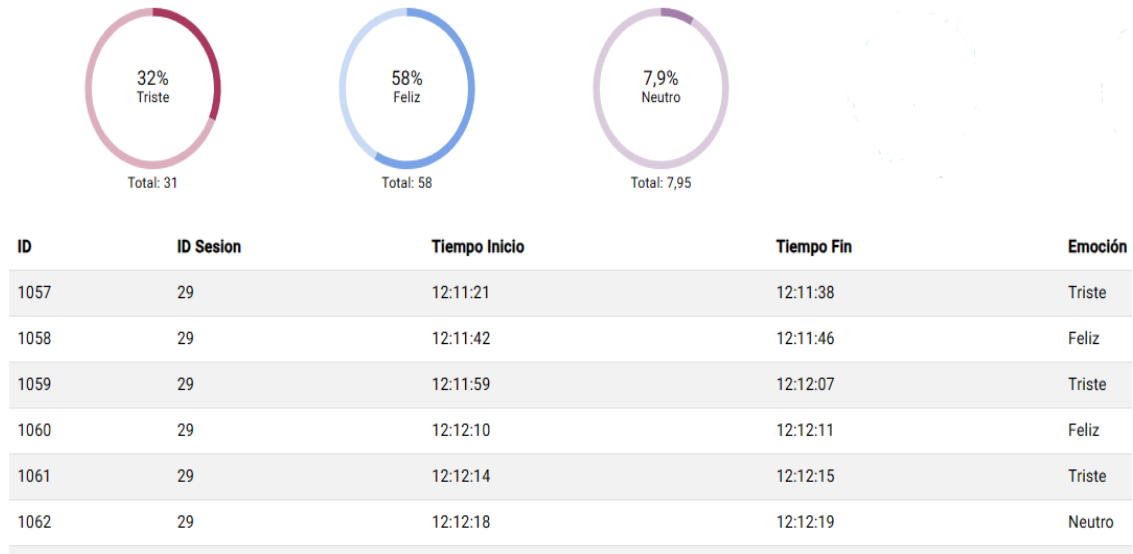 32% 58% 7,9%
Triste Feliz Neutro
Total: 31 Total: 58 Total: 7,95
ID ID Sesion Tiempo Inicio Tiempo Fin Emoción
1057 29 12:11:21 12:11:38 Triste
1058 29 12:11:42 12:11:46 Feliz
1059 29 12:11:59 12:12:07 Triste
1060 29 12:12:10 12:12:11 Feliz
1061 29 12:12:14 12:12:15 Triste
1062 29 12:12:18 12:12:19 Neutro